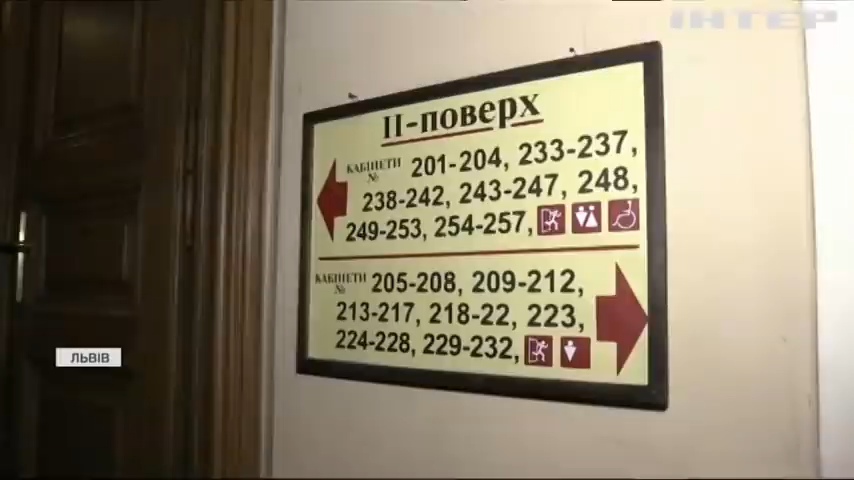 ІНТЕР
ІІ-поверх
КАБІНЕТИ № 201-204, 233-237,
238-242, 243-247, 248,
249-253, 254-257,
КАБІНЕТИ № 205-208, 209-212,
213-217, 218-22, 223,
224-228, 229-232,
ЛЬВІВ